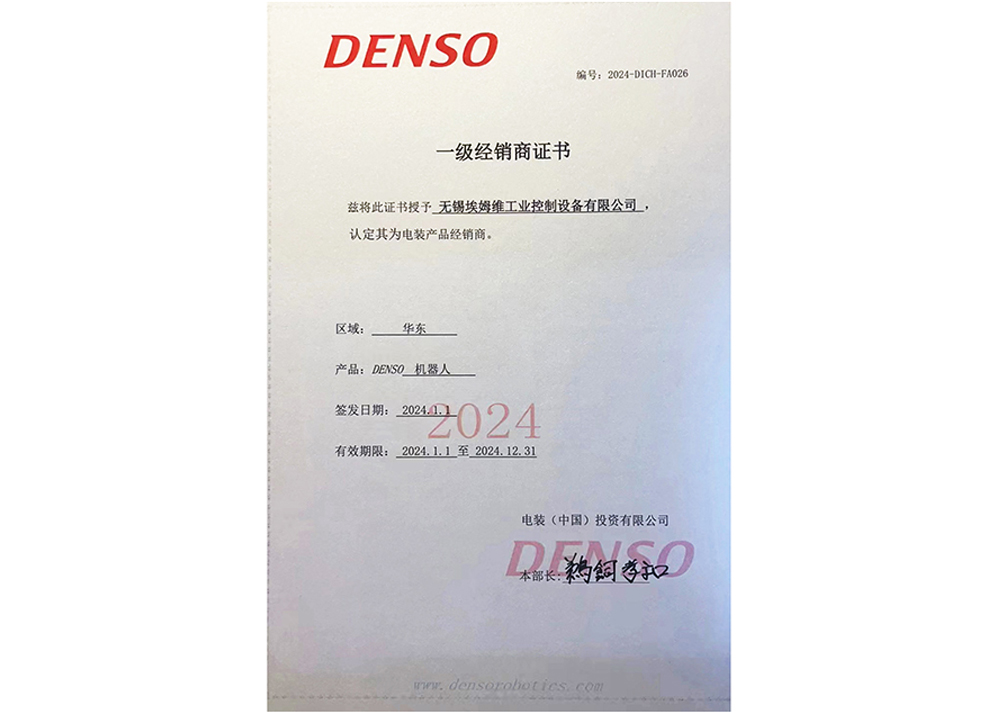 DENSO
编号：2024-DICH-FA026
一级经销商证书
兹将此证书授予 无锡埃姆维工业控制设备有限公司 ，
认定其为电装产品经销商。
区域： 华东
产品：DENSO 机器人
签发日期： 2024.1.1
2024
有效期限： 2024.1.1 至 2024.12.31
电装（中国）投资有限公司
DENSO
本部长：鵜飼孝和
www.densorobotics.com